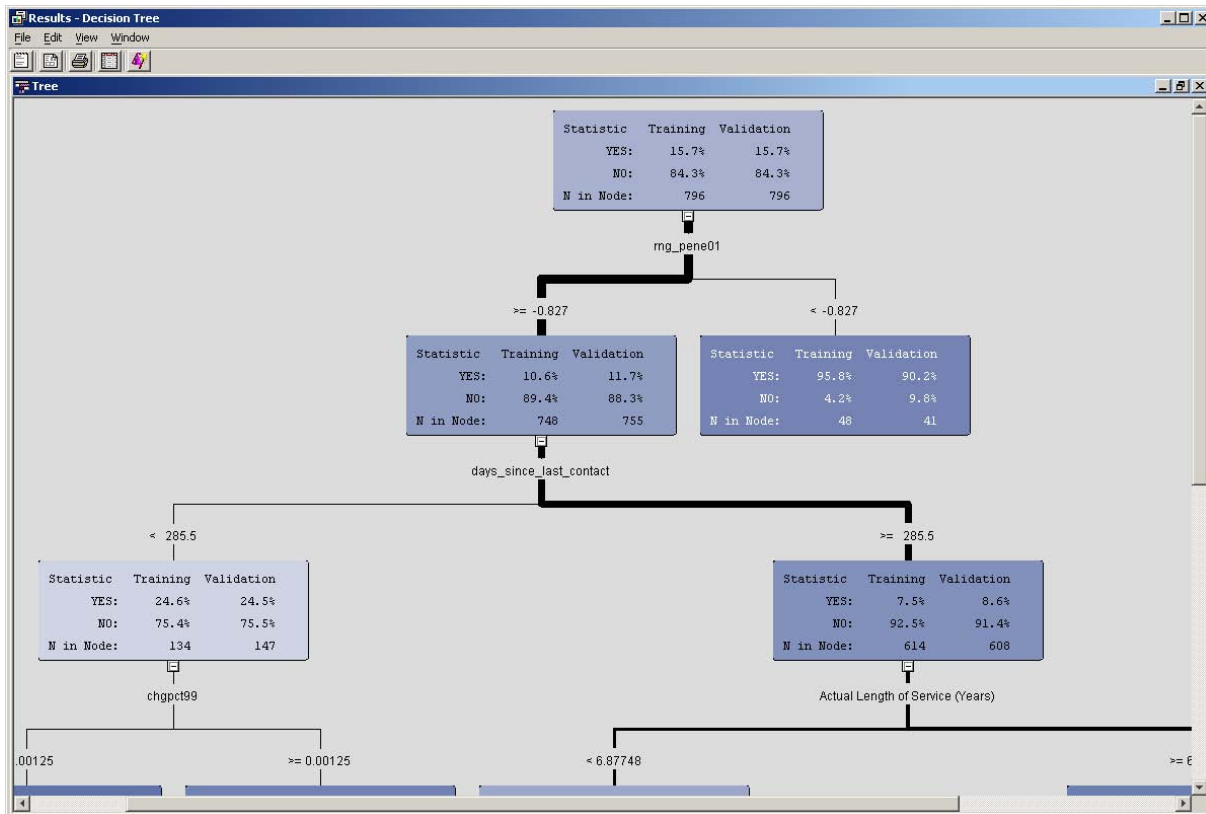 Results - Decision Tree
File Edit View Window
Tree
Statistic Training Validation
YES: 15.7% 15.7%
NO: 84.3% 84.3%
N in Node: 796 796
rng_pene01
>= -0.827
< -0.827
Statistic Training Validation
YES: 10.6% 11.7%
NO: 89.4% 88.3%
N in Node: 748 755
Statistic Training Validation
YES: 95.8% 90.2%
NO: 4.2% 9.8%
N in Node: 48 41
days_since_last_contact
< 285.5
>= 285.5
Statistic Training Validation
YES: 24.6% 24.5%
NO: 75.4% 75.5%
N in Node: 134 147
Statistic Training Validation
YES: 7.5% 8.6%
NO: 92.5% 91.4%
N in Node: 614 608
chgpct99
Actual Length of Service (Years)
.00125
>= 0.00125
< 6.87748
>= 6